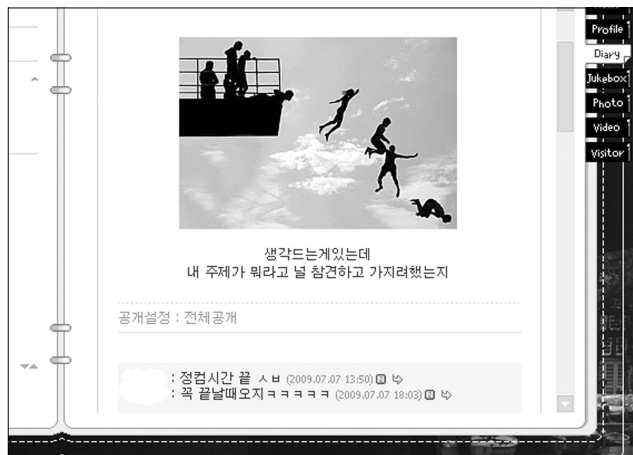 Profile
Diary
Jukebox
Photo
Video
Visitor
생각드는게있는데
내 주제가 뭐라고 널 참견하고 가지려했는지
공개설정 : 전체공개
: 정컴시간 끝 ㅅㅂ (2009.07.07 13:50) N
: 꼭 끝날때오지ㅋㅋㅋㅋㅋ (2009.07.07 18:03) N